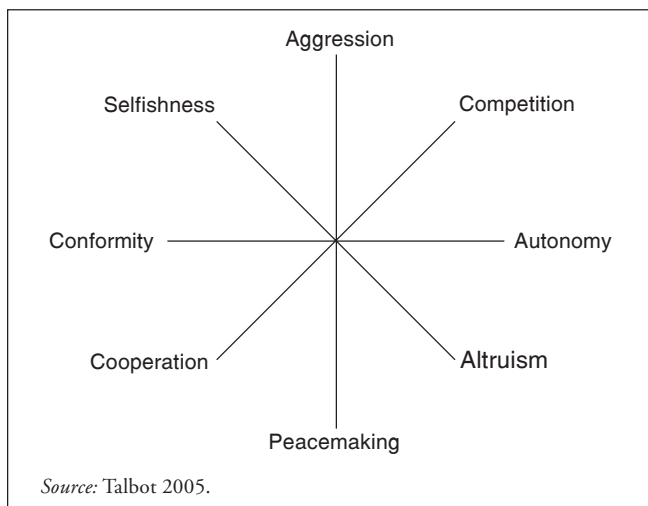 Aggression
Selfishness
Competition
Conformity
Autonomy
Cooperation
Altruism
Peacemaking
Source: Talbot 2005.